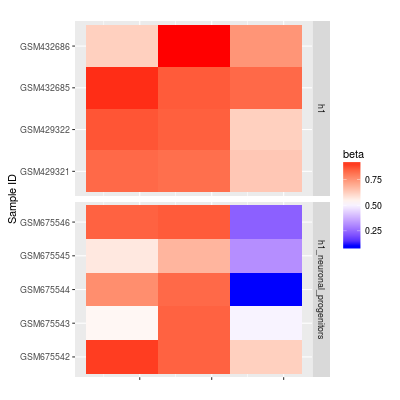 GSM432686
GSM432685
GSM429322
GSM429321
h1
GSM675546
GSM675545
GSM675544
GSM675543
GSM675542
h1_neuronal_progenitors
Sample ID
beta
0.75
0.50
0.25